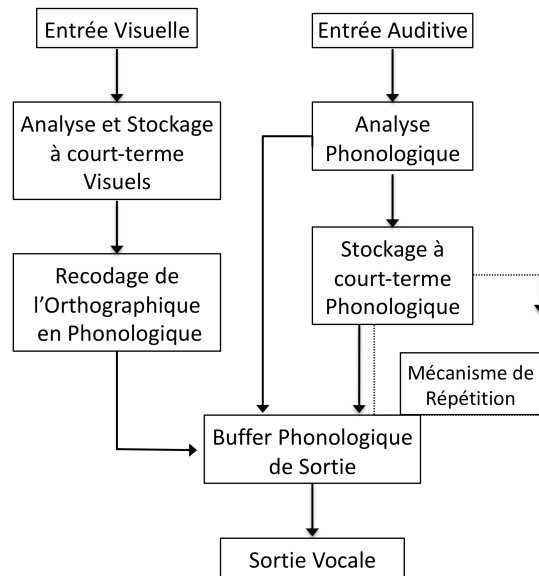 Entrée Visuelle
Entrée Auditive
Analyse et Stockage
à court-terme
Visuels
Analyse
Phonologique
Recodage de
l'Orthographique
en Phonologique
Stockage à
court-terme
Phonologique
Mécanisme de
Répétition
Buffer Phonologique
de Sortie
Sortie Vocale